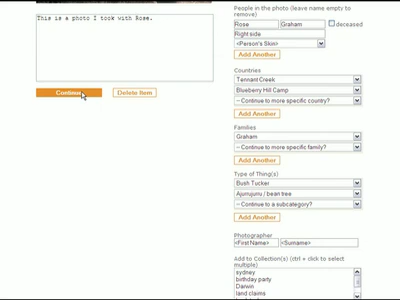 This is a photo I took with Rose.
Continue
Delete Item
People in the photo (leave name empty to
remove)
Rose
Graham
deceased
Right side
<Person's Skin>
Add Another
Countries
Tennant Creek
Blueberry Hill Camp
-- Continue to more specific country?
Add Another
Families
Graham
-- Continue to more specific family?
Add Another
Type of Thing(s)
Bush Tucker
Ajurrujuru / bean tree
-- Continue to a subcategory?
Add Another
Photographer
<First Name>
<Surname>
Add to Collection(s) (ctrl + click to select
multiple)
sydney
birthday party
Darwin
land claims